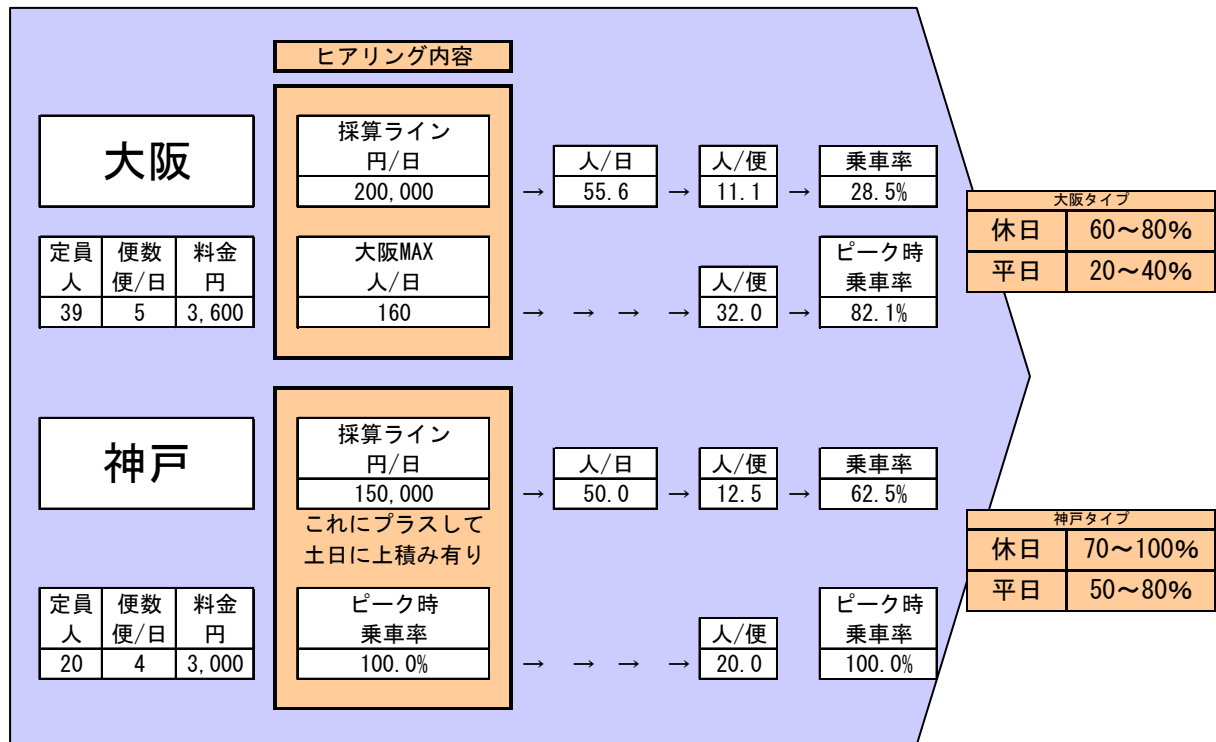 ヒアリング内容
大阪
採算ライン
円/日
200,000
→
人/日
55.6
→
人/便
11.1
→
乗車率
28.5%
定員 便数 料金
人 便/日 円
39 5 3,600
大阪MAX
人/日
160
→ → → →
人/便
32.0
→
ピーク時
乗車率
82.1%
大阪タイプ
休日 60～80%
平日 20～40%
神戸
採算ライン
円/日
150,000
これにプラスして
土日に上積み有り
→
人/日
50.0
→
人/便
12.5
→
乗車率
62.5%
定員 便数 料金
人 便/日 円
20 4 3,000
ピーク時
乗車率
100.0%
→ → → →
人/便
20.0
ピーク時
乗車率
100.0%
神戸タイプ
休日 70～100%
平日 50～80%